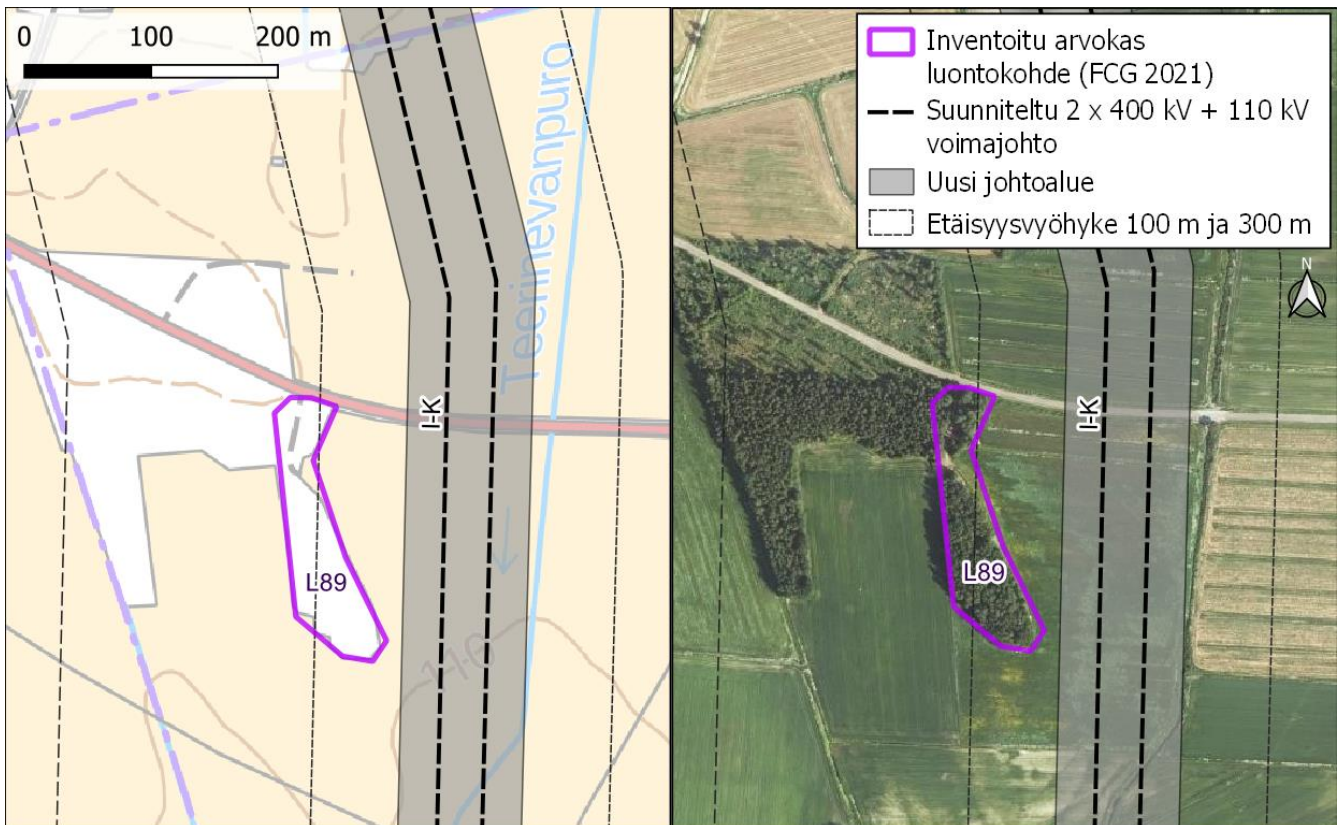 0 100 200 m
Teerinevanpuro
I-K
L89
110
Inventoitu arvokas
luontokohde (FCG 2021)
Suunniteltu 2 x 400 kV + 110 kV
voimajohto
Uusi johtoalue
Etäisyysvyöhyke 100 m ja 300 m
N
I-K
L89